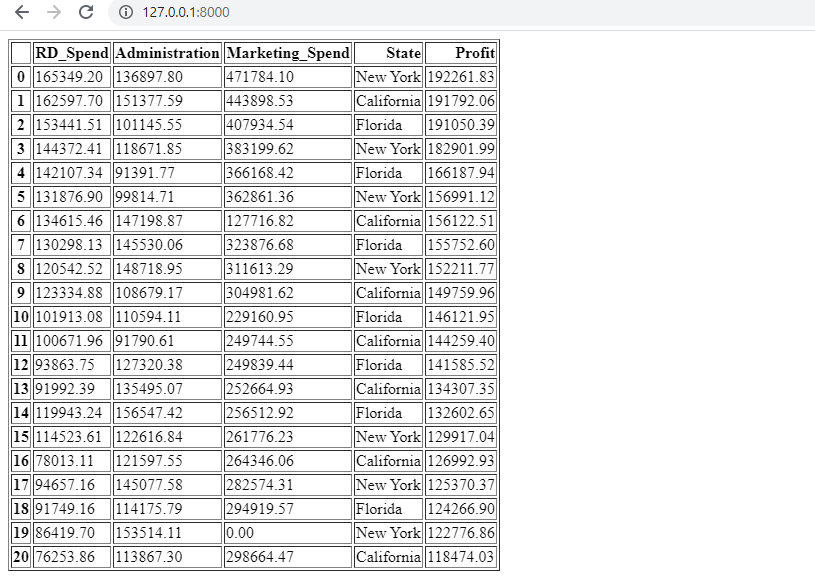 127.0.0.1:8000
RD_Spend Administration Marketing_Spend State Profit
0 165349.20 136897.80 471784.10 New York 192261.83
1 162597.70 151377.59 443898.53 California 191792.06
2 153441.51 101145.55 407934.54 Florida 191050.39
3 144372.41 118671.85 383199.62 New York 182901.99
4 142107.34 91391.77 366168.42 Florida 166187.94
5 131876.90 99814.71 362861.36 New York 156991.12
6 134615.46 147198.87 127716.82 California 156122.51
7 130298.13 145530.06 323876.68 Florida 155752.60
8 120542.52 148718.95 311613.29 New York 152211.77
9 123334.88 108679.17 304981.62 California 149759.96
10 101913.08 110594.11 229160.95 Florida 146121.95
11 100671.96 91790.61 249744.55 California 144259.40
12 93863.75 127320.38 249839.44 Florida 141585.52
13 91992.39 135495.07 252664.93 California 134307.35
14 119943.24 156547.42 256512.92 Florida 132602.65
15 114523.61 122616.84 261776.23 New York 129917.04
16 78013.11 121597.55 264346.06 California 126992.93
17 94657.16 145077.58 282574.31 New York 125370.37
18 91749.16 114175.79 294919.57 Florida 124266.90
19 86419.70 153514.11 0.00 New York 122776.86
20 76253.86 113867.30 298664.47 California 118474.03